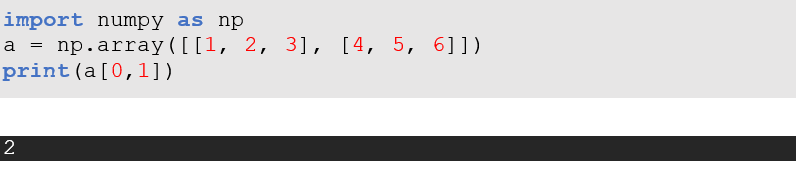 import numpy as np
a = np.array([[1, 2, 3], [4, 5, 6]])
print(a[0,1])
2